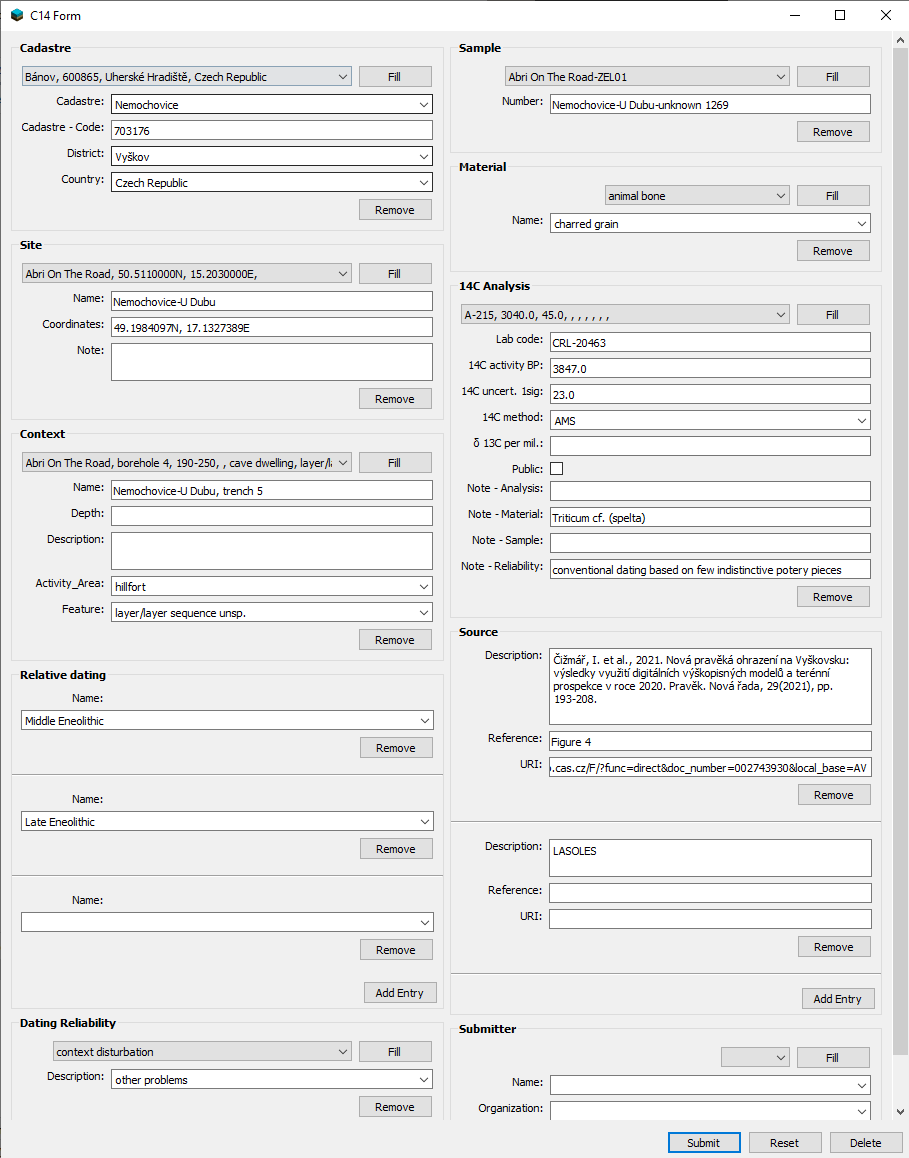 C14 Form
Cadastre
Bánov, 600865, Uherské Hradiště, Czech Republic
Fill
Cadastre: Nemochovice
Cadastre - Code: 703176
District: Vyškov
Country: Czech Republic
Remove
Site
Abri On The Road, 50.5110000N, 15.2030000E,
Fill
Name: Nemochovice-U Dubu
Coordinates: 49.1984097N, 17.1327389E
Note:
Remove
Context
Abri On The Road, borehole 4, 190-250, , cave dwelling, layer/l
Fill
Name: Nemochovice-U Dubu, trench 5
Depth:
Description:
Activity_Area: hillfort
Feature: layer/layer sequence unsp.
Remove
Relative dating
Name:
Middle Eneolithic
Remove
Name:
Late Eneolithic
Remove
Name:
Remove
Add Entry
Dating Reliability
context disturbation
Fill
Description: other problems
Remove
Sample
Abri On The Road-ZEL01
Fill
Number: Nemochovice-U Dubu-unknown 1269
Remove
Material
animal bone
Fill
Name: charred grain
Remove
14C Analysis
A-215, 3040.0, 45.0, , , , , , ,
Fill
Lab code: CRL-20463
14C activity BP: 3847.0
14C uncert. 1sig: 23.0
14C method: AMS
δ 13C per mil.:
Public:
Note - Analysis:
Note - Material: Triticum cf. (spelta)
Note - Sample:
Note - Reliability: conventional dating based on few indistinctive potery pieces
Remove
Source
Description: Čižmář, I. et al., 2021. Nová pravěká ohrazení na Vyškovsku:
výsledky využití digitálních výškopisných modelů a terénní
prospekce v roce 2020. Pravěk. Nová řada, 29(2021), pp.
193-208.
Reference: Figure 4
URI: .cas.cz/F/?func=direct&doc_number=002743930&local_base=AV
Remove
Description: LASOLES
Reference:
URI:
Remove
Add Entry
Submitter
Fill
Name:
Organization:
Submit
Reset
Delete